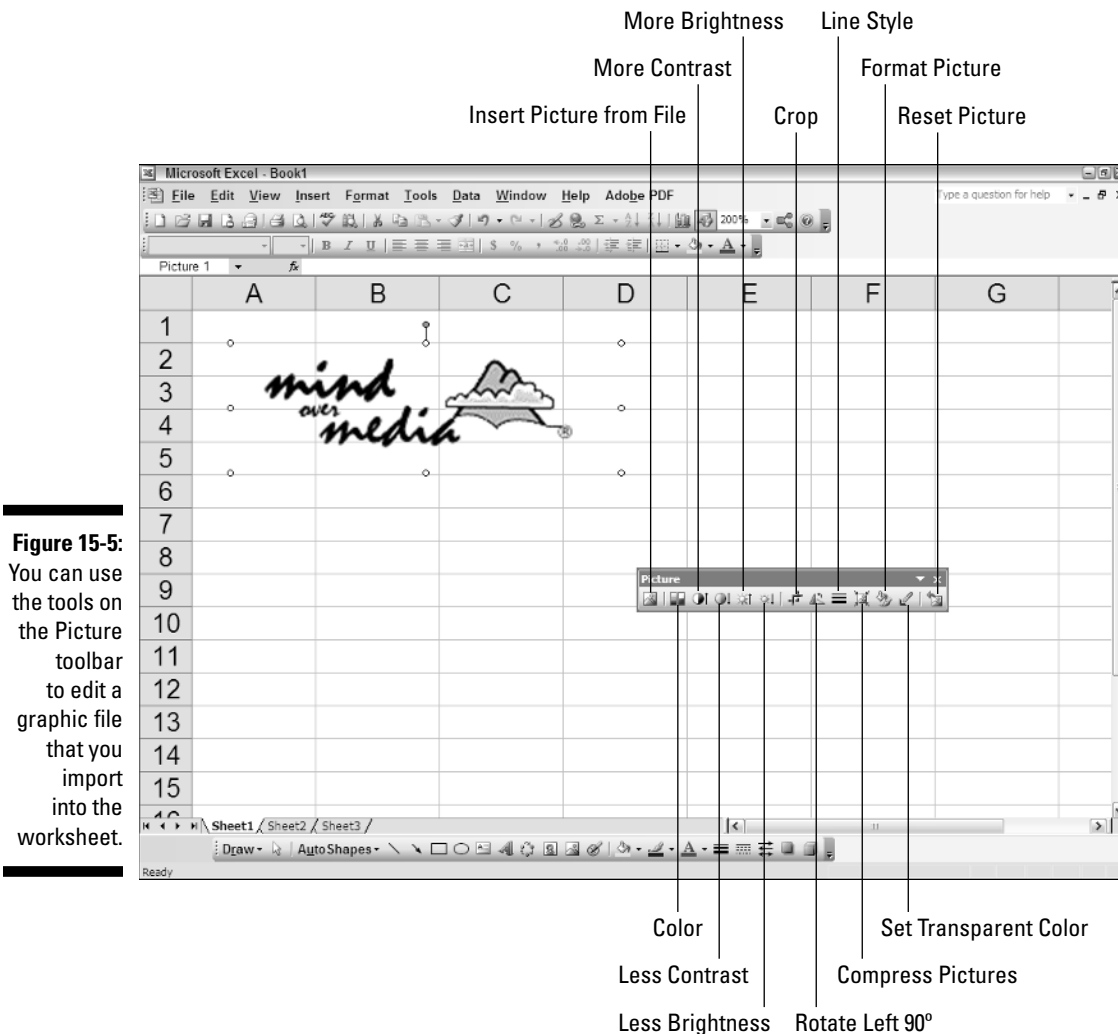 More Brightness Line Style
More Contrast Format Picture
Insert Picture from File Crop Reset Picture
Microsoft Excel - Book1
File Edit View Insert Format Tools Data Window Help Adobe PDF Type a question for help
200%
B I U $ % ,
Picture 1 fx
A B C D E F G
1
2
3
4
5
6
7
8
9
10
11
12
13
14
15
mind
over
media
®
Picture
Sheet1 Sheet2 Sheet3
Draw AutoShapes A
Ready
Figure 15-5:
You can use
the tools on
the Picture
toolbar
to edit a
graphic file
that you
import
into the
worksheet.
Color Set Transparent Color
Less Contrast Compress Pictures
Less Brightness Rotate Left 90º